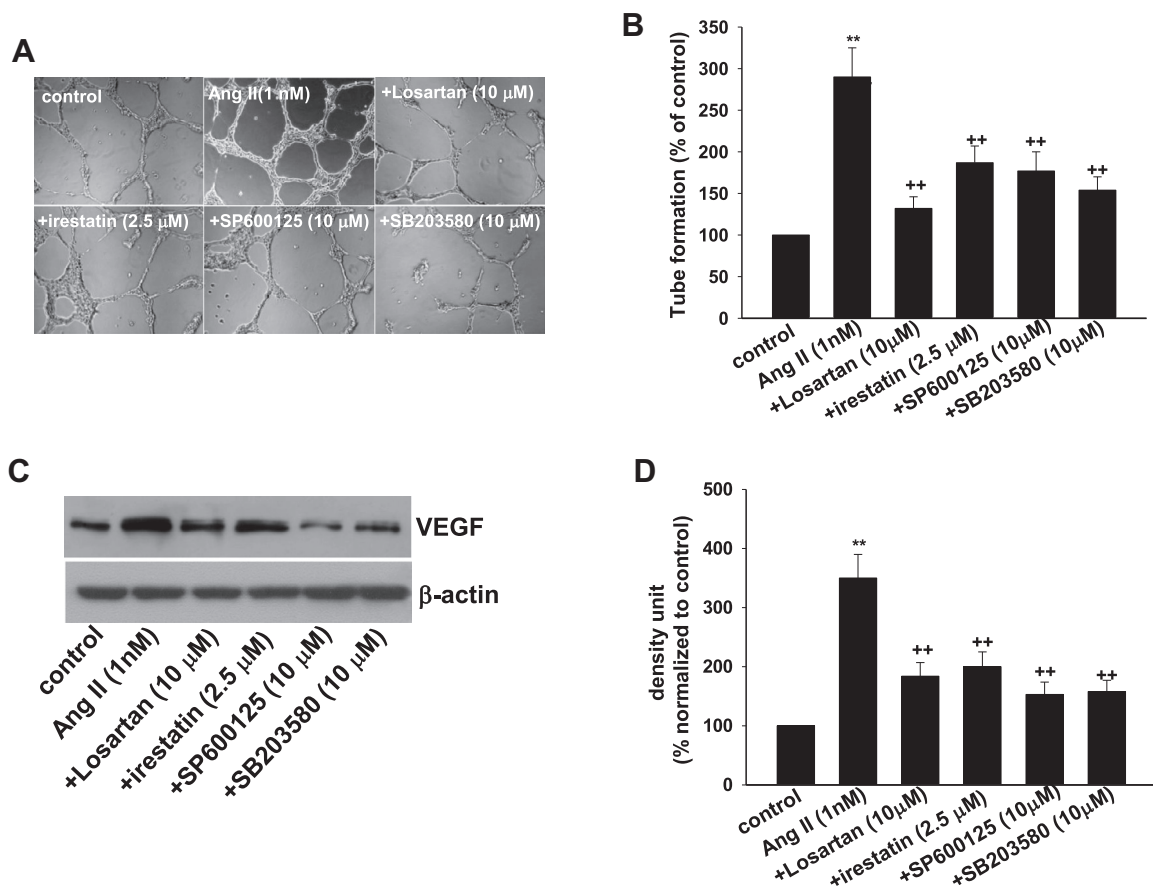 A
control
Ang II(1 nM)
+Losartan (10 μM)
+irestatin (2.5 μM)
+SP600125 (10 μM)
+SB203580 (10 μM)
B
Tube formation (% of control)
400
350
300
250
200
150
100
50
0
**
++
++
++
++
control
Ang II (1nM)
+Losartan (10μM)
+irestatin (2.5 μM)
+SP600125 (10μM)
+SB203580 (10μM)
C
VEGF
β-actin
control
Ang II (1nM)
+Losartan (10 μM)
+irestatin (2.5 μM)
+SP600125 (10 μM)
+SB203580 (10 μM)
D
density unit
(% normalized to control)
500
400
300
200
100
0
**
++
++
++
++
control
Ang II (1nM)
+Losartan (10μM)
+irestatin (2.5 μM)
+SP600125 (10μM)
+SB203580 (10μM)